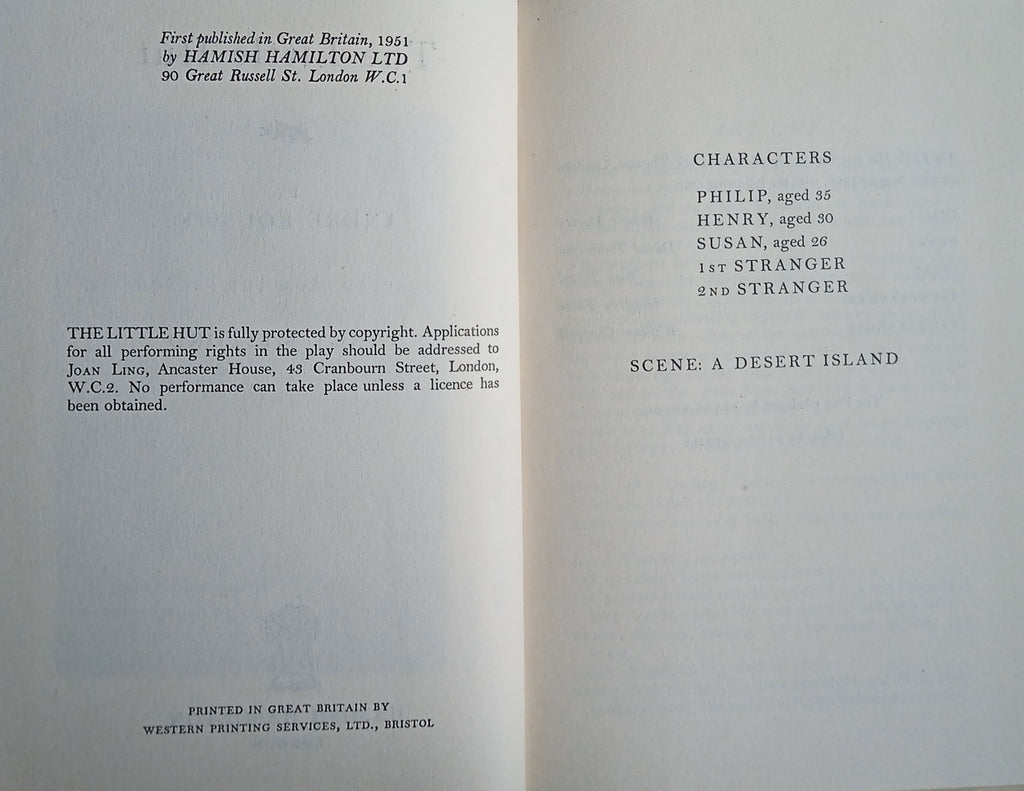 First published in Great Britain, 1951
by HAMISH HAMILTON LTD
90 Great Russell St. London W.C.1
THE LITTLE HUT is fully protected by copyright. Applications
for all performing rights in the play should be addressed to
JOAN LING, Ancaster House, 43 Cranbourn Street, London,
W.C.2. No performance can take place unless a licence has
been obtained.
PRINTED IN GREAT BRITAIN BY
WESTERN PRINTING SERVICES, LTD., BRISTOL
CHARACTERS
PHILIP, aged 35
HENRY, aged 30
SUSAN, aged 26
1ST STRANGER
2ND STRANGER
SCENE: A DESERT ISLAND